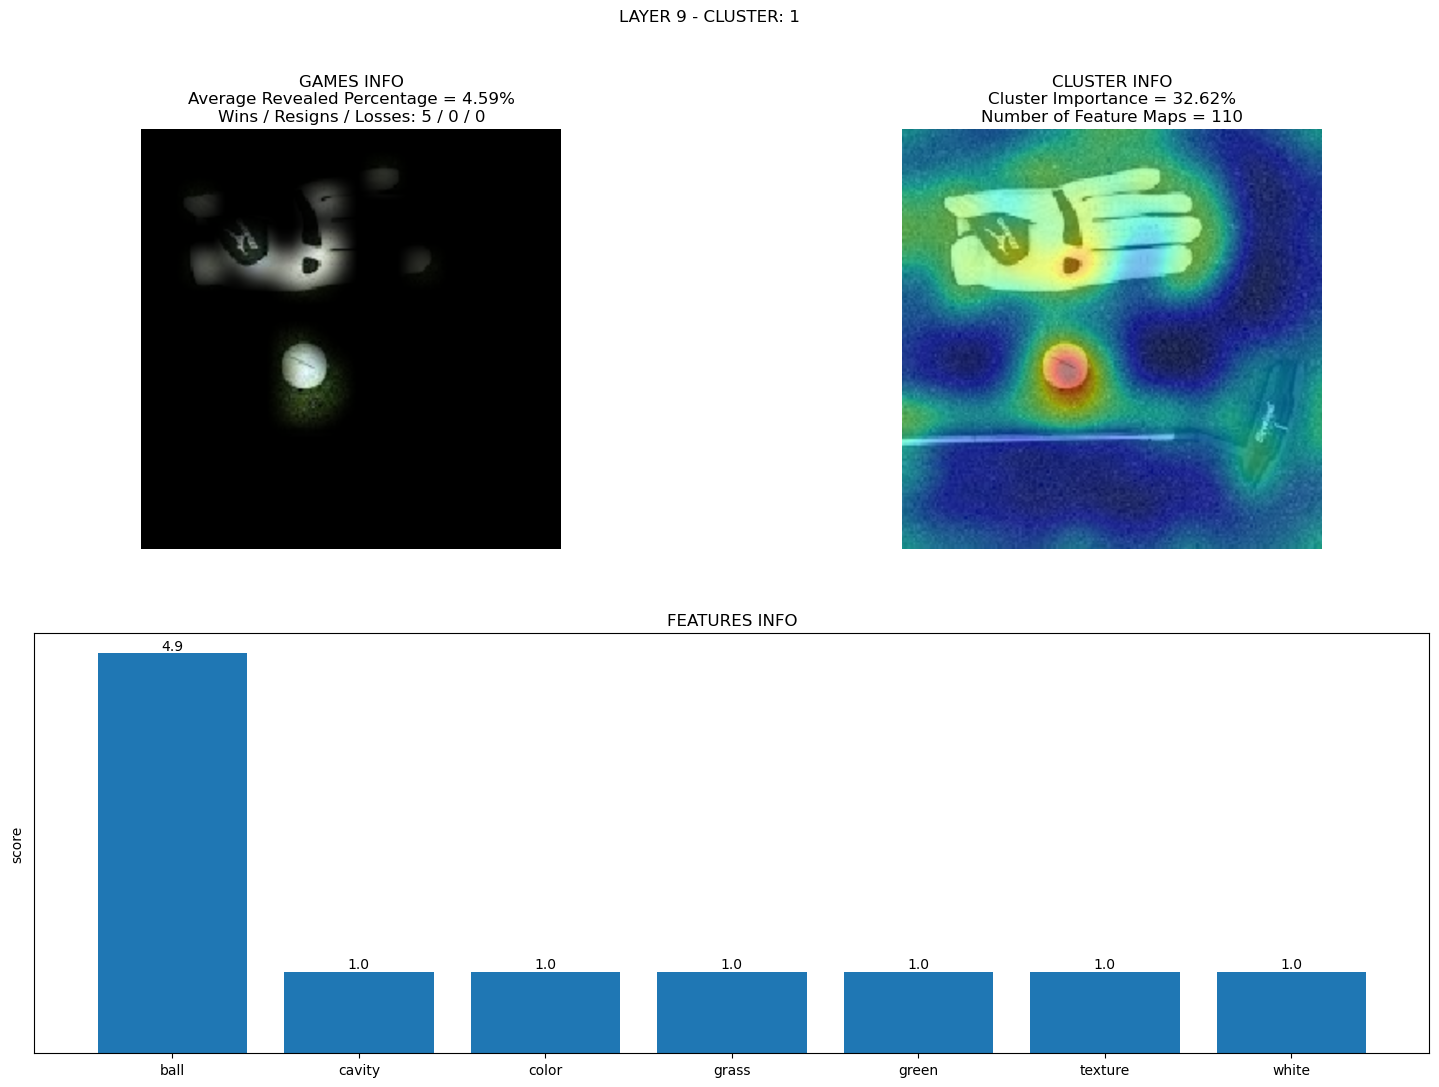 LAYER 9 - CLUSTER: 1
GAMES INFO
Average Revealed Percentage = 4.59%
Wins / Resigns / Losses: 5 / 0 / 0
CLUSTER INFO
Cluster Importance = 32.62%
Number of Feature Maps = 110
FEATURES INFO
score
4.9
1.0
1.0
1.0
1.0
1.0
1.0
ball
cavity
color
grass
green
texture
white